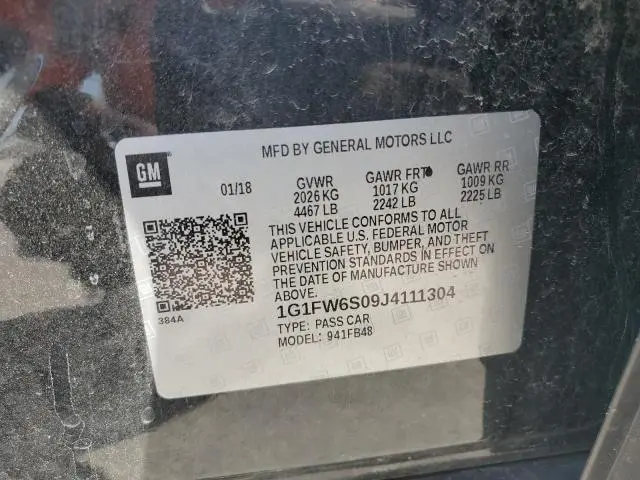 MFD BY GENERAL MOTORS LLC
GM
01/18
GVWR
2026 KG
4467 LB
GAWR FRT
1017 KG
2242 LB
GAWR RR
1009 KG
2225 LB
THIS VEHICLE CONFORMS TO ALL
APPLICABLE U.S. FEDERAL MOTOR
VEHICLE SAFETY, BUMPER, AND THEFT
PREVENTION STANDARDS IN EFFECT ON
THE DATE OF MANUFACTURE SHOWN
ABOVE.
384A
1G1FW6S09J4111304
TYPE: PASS CAR
MODEL: 941FB48